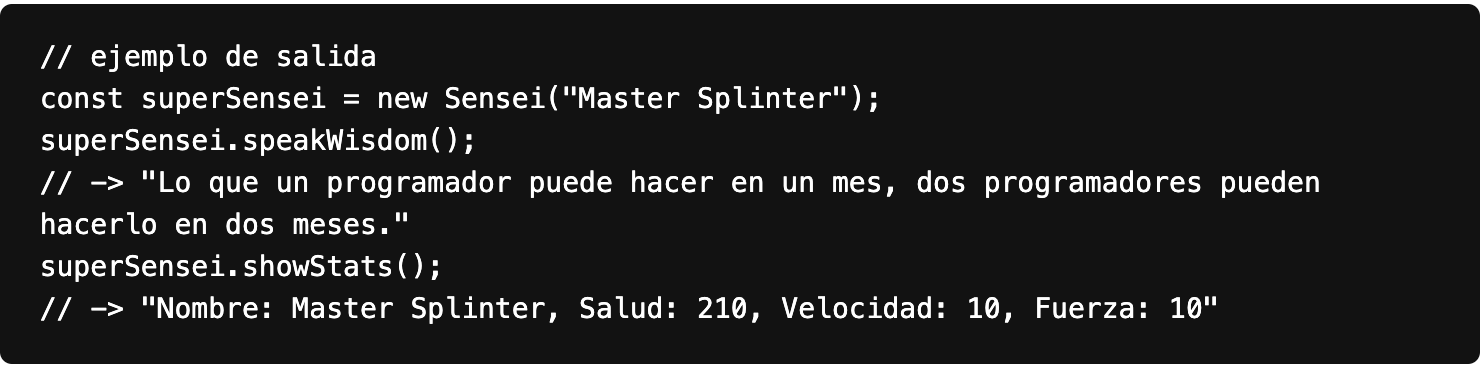 // ejemplo de salida
const superSensei = new Sensei("Master Splinter");
superSensei.speakWisdom();
// -> "Lo que un programador puede hacer en un mes, dos programadores pueden
hacerlo en dos meses."
superSensei.showStats();
// -> "Nombre: Master Splinter, Salud: 210, Velocidad: 10, Fuerza: 10"